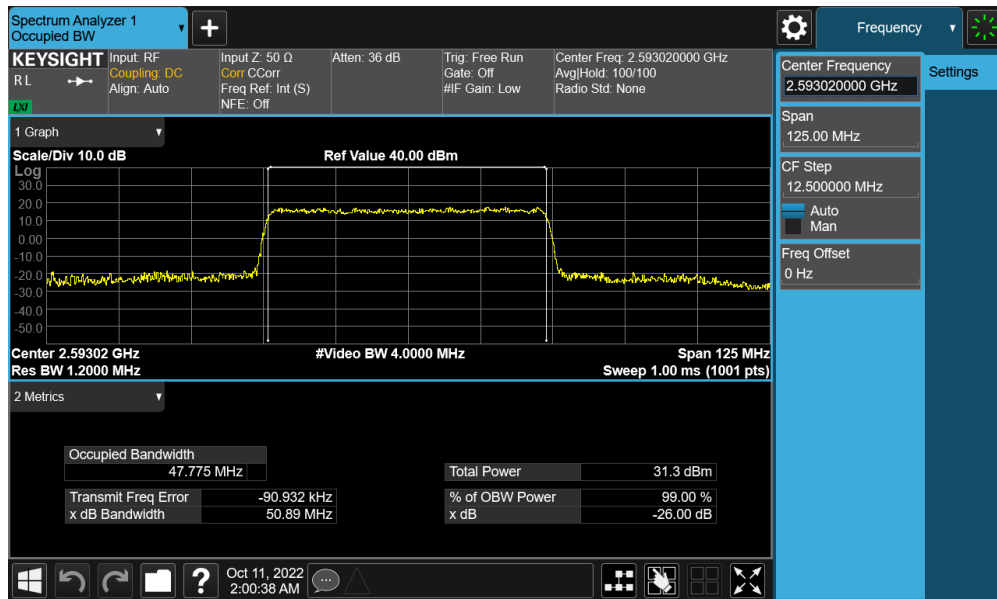 Spectrum Analyzer 1
Occupied BW
+
Frequency
KEYSIGHT
R L
LXI
Input: RF
Coupling: DC
Align: Auto
Input Z: 50 Ω
Corr CCorr
Freq Ref: Int (S)
NFE: Off
Atten: 36 dB
Trig: Free Run
Gate: Off
#IF Gain: Low
Center Freq: 2.593020000 GHz
Avg|Hold: 100/100
Radio Std: None
Center Frequency
2.593020000 GHz
Settings
Span
125.00 MHz
CF Step
12.500000 MHz
Auto
Man
Freq Offset
0 Hz
1 Graph
Scale/Div 10.0 dB
Ref Value 40.00 dBm
Log
30.0
20.0
10.0
0.00
-10.0
-20.0
-30.0
-40.0
-50.0
Center 2.59302 GHz
#Video BW 4.0000 MHz
Span 125 MHz
Res BW 1.2000 MHz
Sweep 1.00 ms (1001 pts)
2 Metrics
Occupied Bandwidth
47.775 MHz
Total Power 31.3 dBm
Transmit Freq Error -90.932 kHz
% of OBW Power 99.00 %
x dB Bandwidth 50.89 MHz
x dB -26.00 dB
?
Oct 11, 2022
2:00:38 AM